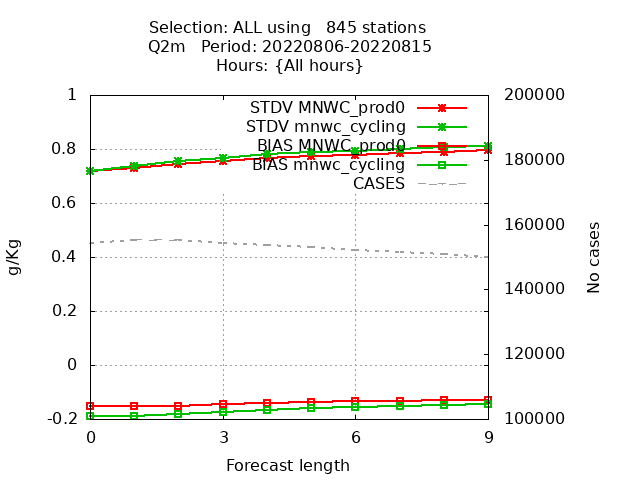 Selection: ALL using   845 stations
Q2m   Period: 20220806-20220815
Hours: {All hours}
1
0.8
0.6
0.4
0.2
0
-0.2
g/Kg
STDV MNWC_prod0
STDV mnwc_cycling
BIAS MNWC_prod0
BIAS mnwc_cycling
CASES
200000
180000
160000
140000
120000
100000
No cases
0
3
6
9
Forecast length